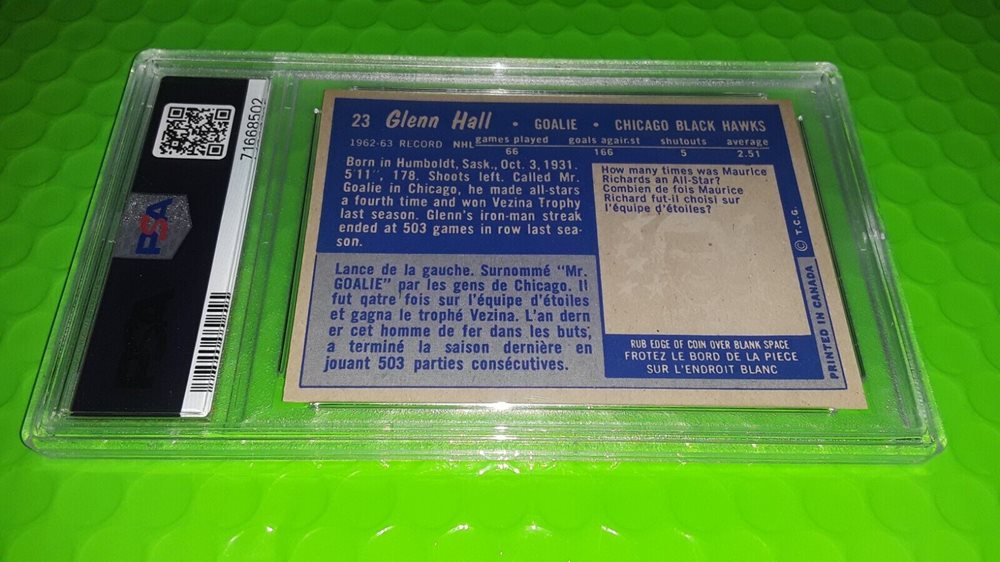 PSA
71668502
23 Glenn Hall • GOALIE • CHICAGO BLACK HAWKS
1962-63 RECORD NHL games played goals against shutouts average
66 166 5 2.51
Born in Humboldt, Sask., Oct. 3, 1931.
5'11", 178. Shoots left. Called Mr.
Goalie in Chicago, he made all-stars
a fourth time and won Vezina Trophy
last season. Glenn's iron-man streak
ended at 503 games in row last sea-
son.
Lance de la gauche. Surnommé "Mr.
GOALIE" par les gens de Chicago. Il
fut qatre fois sur l'équipe d'étoiles
et gagna le trophé Vezina. L'an dern
er cet homme de fer dans les buts,
a terminé la saison dernière en
jouant 503 parties consécutives.
How many times was Maurice
Richards an All-Star?
Combien de fois Maurice
Richard fut-il choisi sur
l'équipe d'étoiles?
RUB EDGE OF COIN OVER BLANK SPACE
FROTEZ LE BORD DE LA PIECE
SUR L'ENDROIT BLANC
PRINTED IN CANADA © T.C.G.